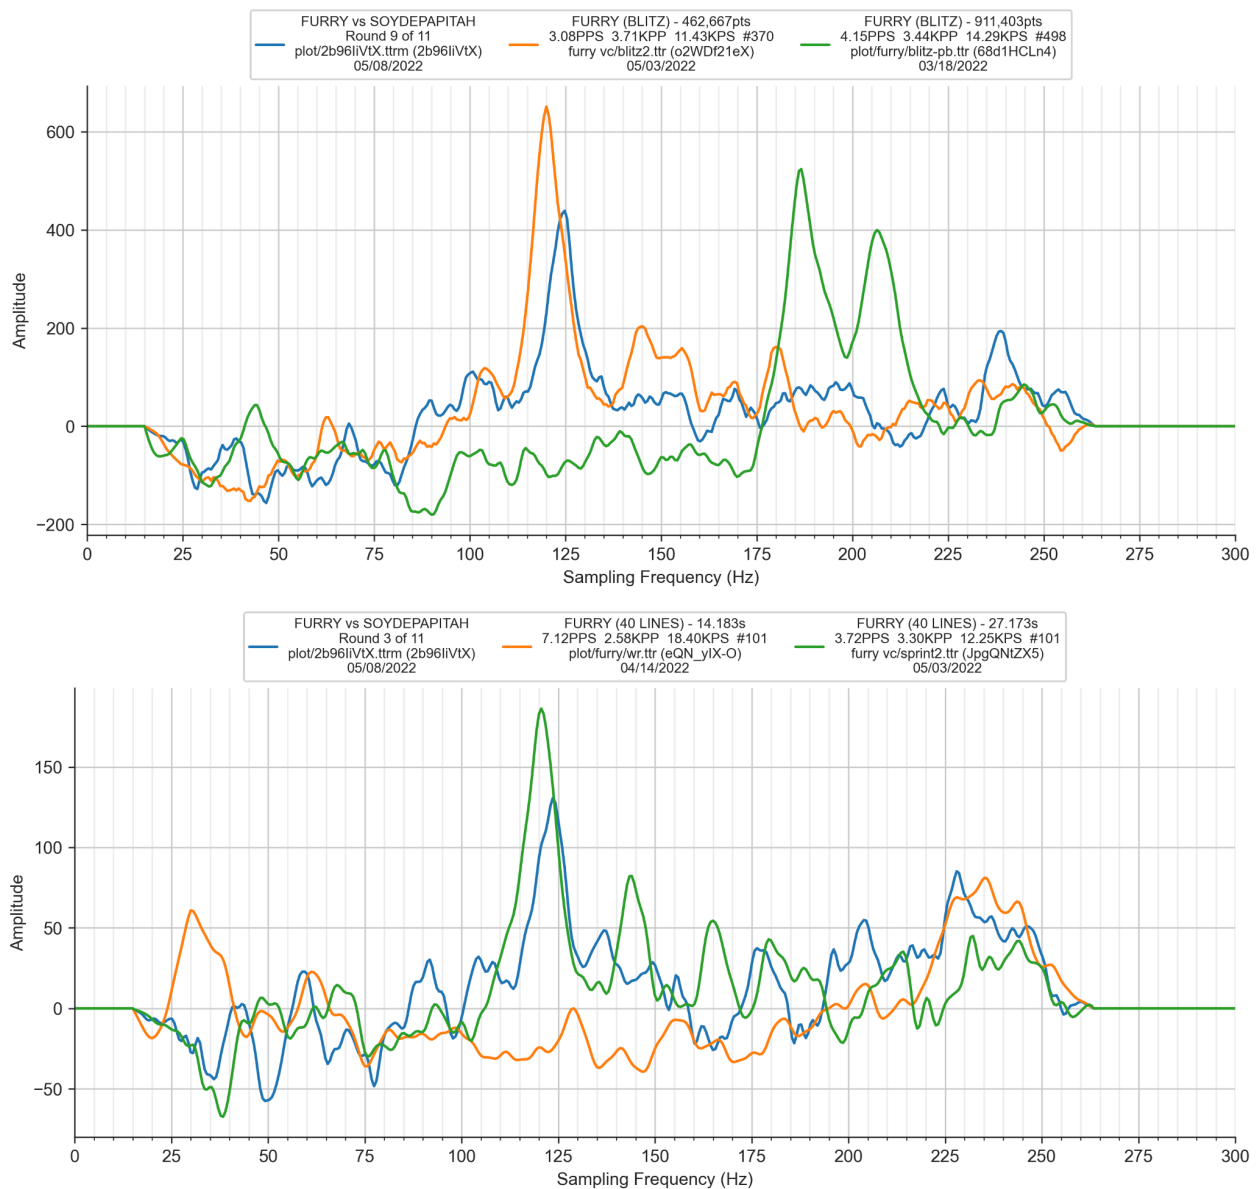 FURRY vs SOYDEPAPITAH
Round 9 of 11
plot/2b96IiVtX.ttrm (2b96IiVtX)
05/08/2022
FURRY (BLITZ) - 462,667pts
3.08PPS 3.71KPP 11.43KPS #370
furry vc/blitz2.ttr (o2WDf21eX)
05/03/2022
FURRY (BLITZ) - 911,403pts
4.15PPS 3.44KPP 14.29KPS #498
plot/furry/blitz-pb.ttr (68d1HCLn4)
03/18/2022
600
400
200
0
−200
Amplitude
0 25 50 75 100 125 150 175 200 225 250 275 300
Sampling Frequency (Hz)
FURRY vs SOYDEPAPITAH
Round 3 of 11
plot/2b96IiVtX.ttrm (2b96IiVtX)
05/08/2022
FURRY (40 LINES) - 14.183s
7.12PPS 2.58KPP 18.40KPS #101
plot/furry/wr.ttr (eQN_yIX-O)
04/14/2022
FURRY (40 LINES) - 27.173s
3.72PPS 3.30KPP 12.25KPS #101
furry vc/sprint2.ttr (JpgQNtZX5)
05/03/2022
150
100
50
0
−50
Amplitude
0 25 50 75 100 125 150 175 200 225 250 275 300
Sampling Frequency (Hz)